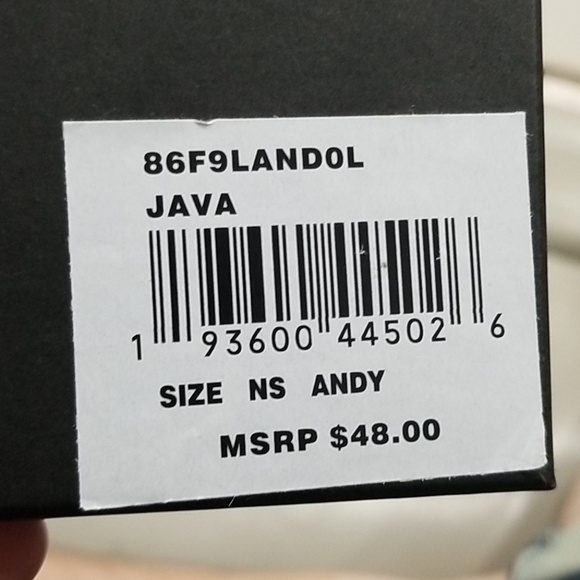 86F9LAND0L
JAVA
1 93600 44502 6
SIZE NS ANDY
MSRP $48.00